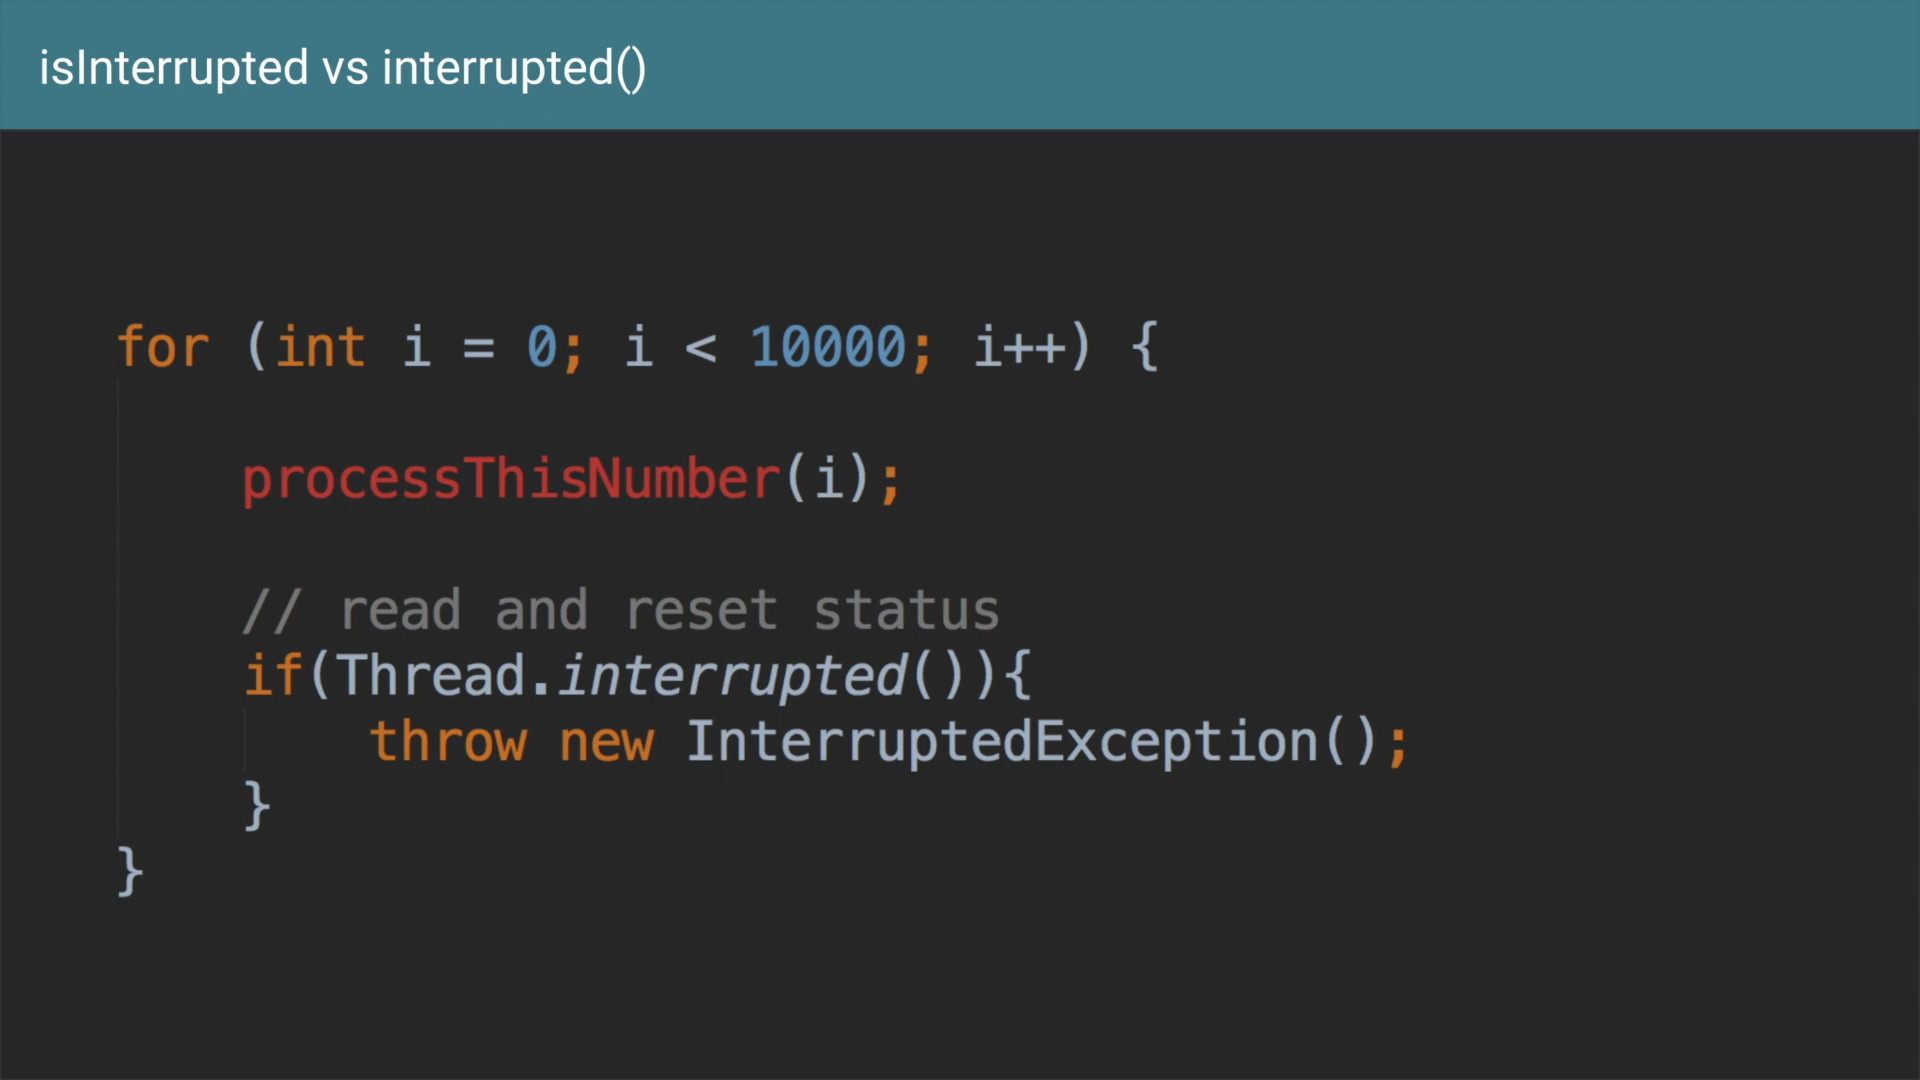 isInterrupted vs interrupted()
for (int i = 0; i < 10000; i++) {
processThisNumber(i);
// read and reset status
if(Thread.interrupted()){
throw new InterruptedException();
}
}